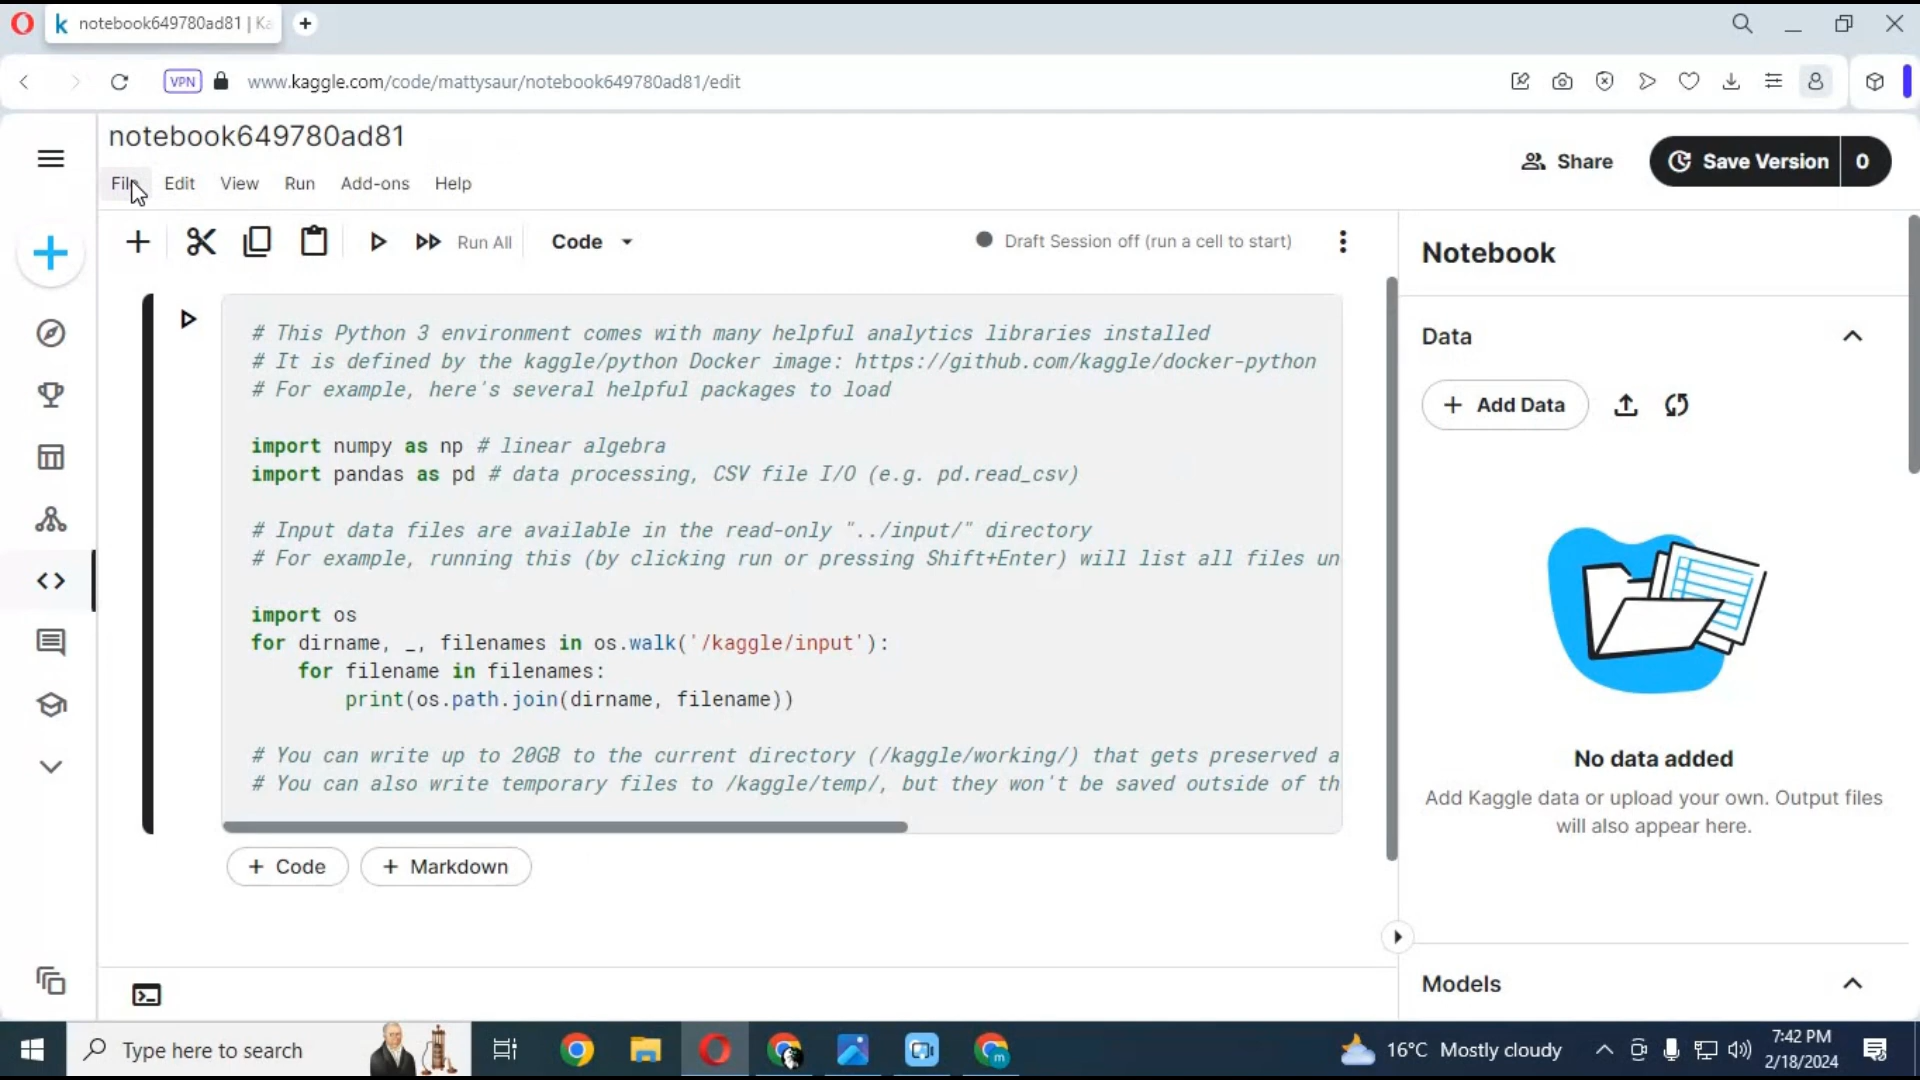 notebook649780ad81 | Ka
VPN
www.kaggle.com/code/mattysaur/notebook649780ad81/edit
notebook649780ad81
File Edit View Run Add-ons Help
Share
Save Version 0
Run All
Code
Draft Session off (run a cell to start)
# This Python 3 environment comes with many helpful analytics libraries installed
# It is defined by the kaggle/python Docker image: https://github.com/kaggle/docker-python
# For example, here's several helpful packages to load
import numpy as np # linear algebra
import pandas as pd # data processing, CSV file I/O (e.g. pd.read_csv)
# Input data files are available in the read-only "../input/" directory
# For example, running this (by clicking run or pressing Shift+Enter) will list all files un
import os
for dirname, _, filenames in os.walk('/kaggle/input'):
    for filename in filenames:
        print(os.path.join(dirname, filename))
# You can write up to 20GB to the current directory (/kaggle/working/) that gets preserved a
# You can also write temporary files to /kaggle/temp/, but they won't be saved outside of th
+ Code
+ Markdown
Notebook
Data
+ Add Data
No data added
Add Kaggle data or upload your own. Output files
will also appear here.
Models
Type here to search
16°C Mostly cloudy
7:42 PM
2/18/2024